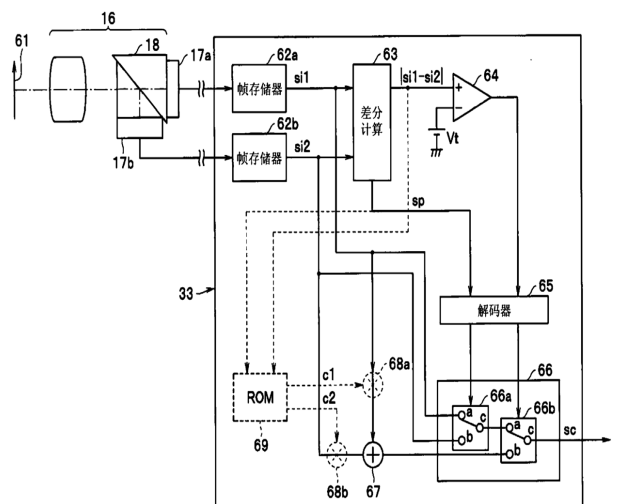 16
61
18
17a
17b
62a
帧存储器
si1
62b
帧存储器
si2
63
差分
计算
|si1-si2|
64
+
−
Vt
sp
33
65
解码器
ROM
69
c1
c2
68a
68b
+
67
66
66a
a
b
c
66b
a
b
c
sc